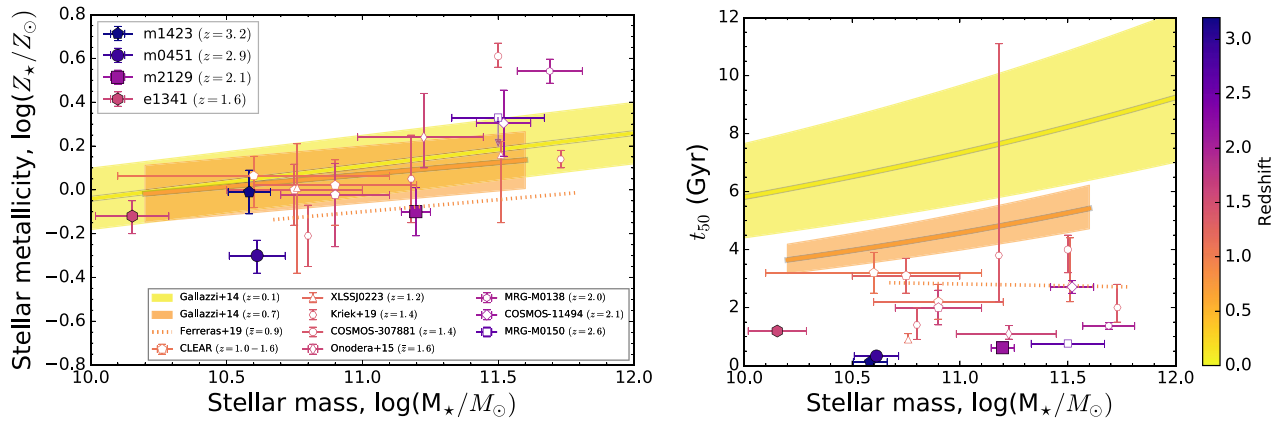 Stellar metallicity, log(Z⋆/Z⊙)
0.8
0.6
0.4
0.2
0.0
−0.2
−0.4
−0.6
−0.8
m1423 (z=3.2)
m0451 (z=2.9)
m2129 (z=2.1)
e1341 (z=1.6)
Gallazzi+14 (z=0.1)
Gallazzi+14 (z=0.7)
Ferreras+19 (z̄=0.9)
CLEAR (z=1.0−1.6)
XLSSJ0223 (z=1.2)
Kriek+19 (z=1.4)
COSMOS-307881 (z=1.4)
Onodera+15 (z̄=1.6)
MRG-M0138 (z=2.0)
COSMOS-11494 (z=2.1)
MRG-M0150 (z=2.6)
10.0 10.5 11.0 11.5 12.0
Stellar mass, log(M⋆/M⊙)
t50 (Gyr)
12
10
8
6
4
2
0
10.0 10.5 11.0 11.5 12.0
Stellar mass, log(M⋆/M⊙)
3.0
2.5
2.0
1.5
1.0
0.5
0.0
Redshift